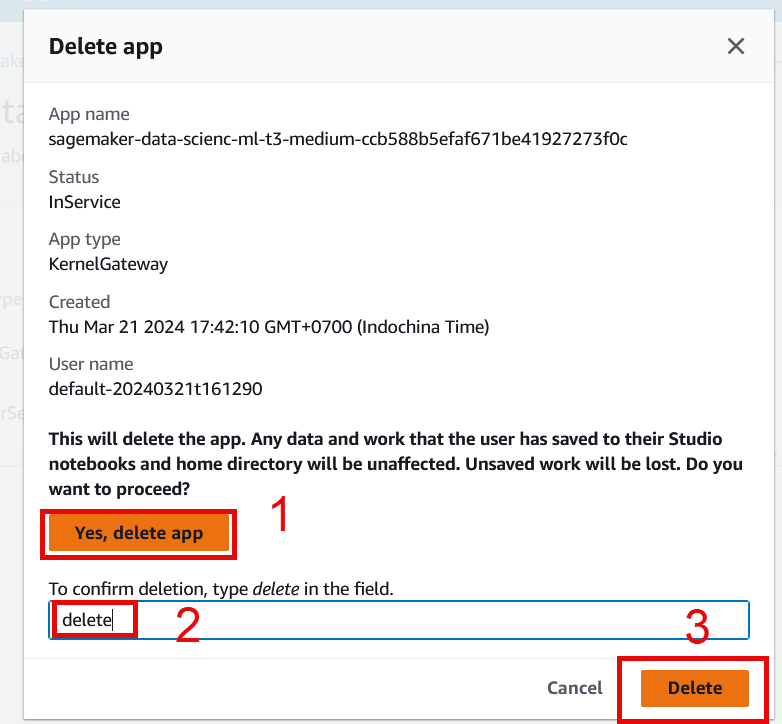 Delete app
App name
sagemaker-data-scienc-ml-t3-medium-ccb588b5efaf671be41927273f0c
Status
InService
App type
KernelGateway
Created
Thu Mar 21 2024 17:42:10 GMT+0700 (Indochina Time)
User name
default-20240321t161290
This will delete the app. Any data and work that the user has saved to their Studio
notebooks and home directory will be unaffected. Unsaved work will be lost. Do you
want to proceed?
1
Yes, delete app
To confirm deletion, type delete in the field.
delete
2
3
Cancel
Delete